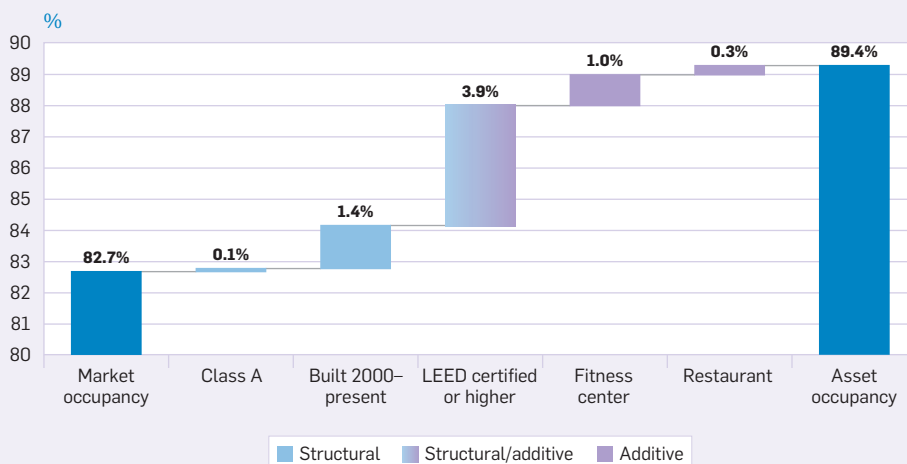 %
90
89
88
87
86
85
84
83
82
81
80
82.7%
0.1%
1.4%
3.9%
1.0%
0.3%
89.4%
Market
occupancy
Class A
Built 2000–
present
LEED certified
or higher
Fitness
center
Restaurant
Asset
occupancy
Structural
Structural/additive
Additive